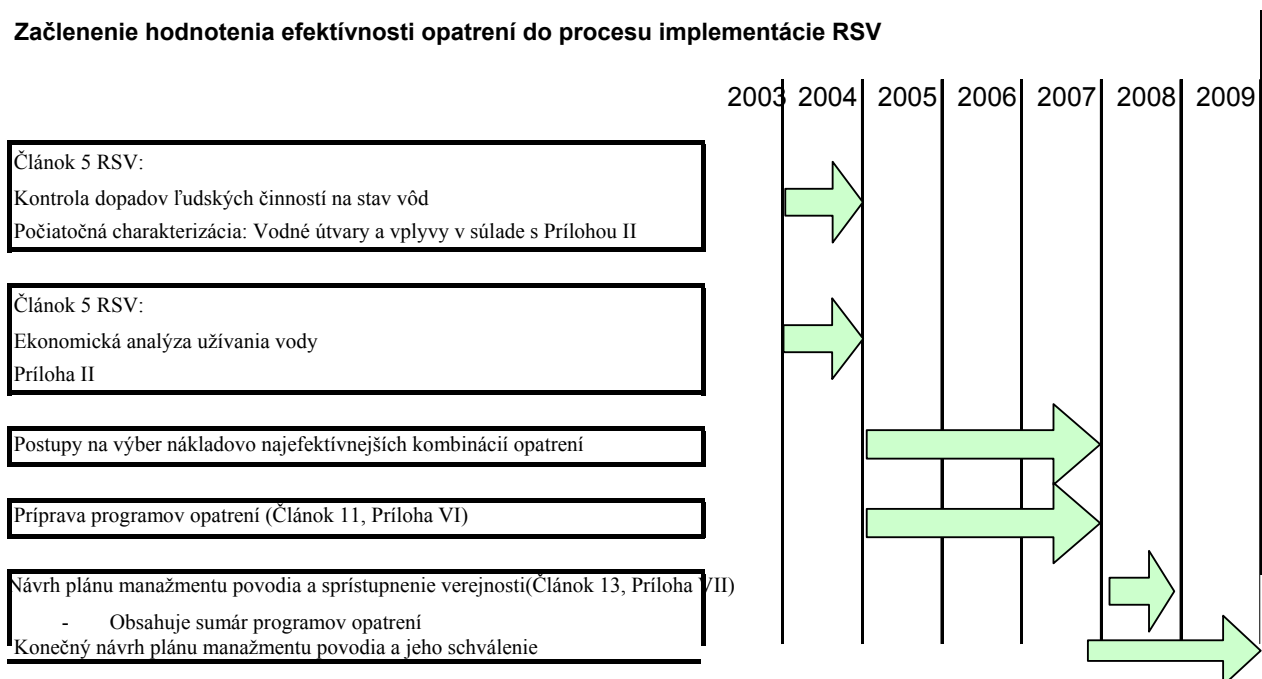 Začlenenie hodnotenia efektívnosti opatrení do procesu implementácie RSV
2003 2004 2005 2006 2007 2008 2009
Článok 5 RSV:
Kontrola dopadov ľudských činností na stav vôd
Počiatočná charakterizácia: Vodné útvary a vplyvy v súlade s Prílohou II
Článok 5 RSV:
Ekonomická analýza užívania vody
Príloha II
Postupy na výber nákladovo najefektívnejších kombinácií opatrení
Príprava programov opatrení (Článok 11, Príloha VI)
Návrh plánu manažmentu povodia a sprístupnenie verejnosti(Článok 13, Príloha VII)
- Obsahuje sumár programov opatrení
Konečný návrh plánu manažmentu povodia a jeho schválenie